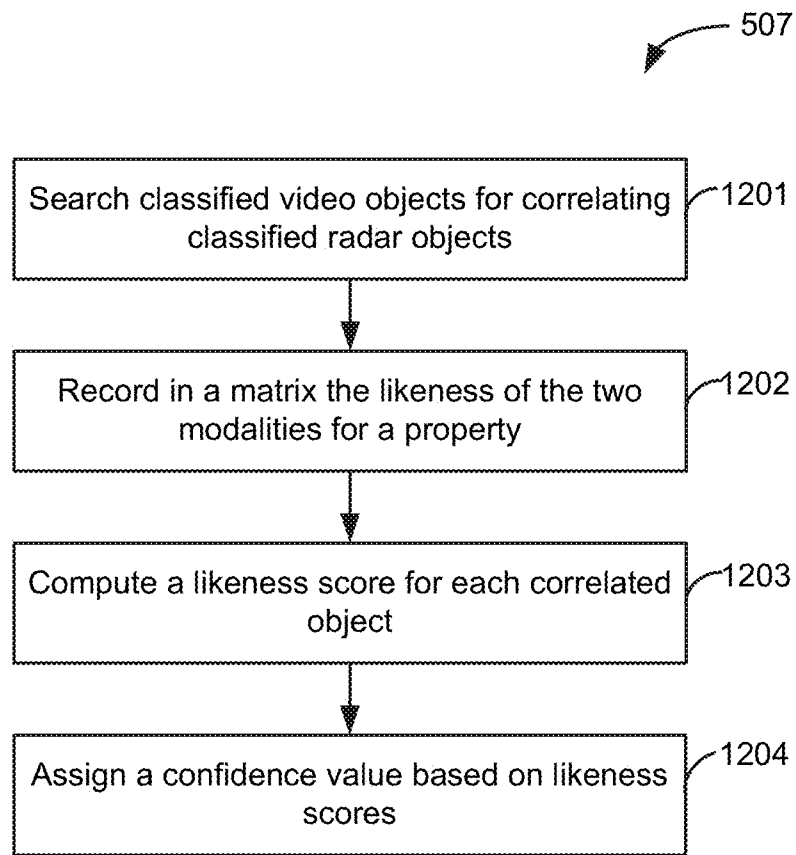 507
Search classified video objects for correlating
classified radar objects
1201
Record in a matrix the likeness of the two
modalities for a property
1202
Compute a likeness score for each correlated
object
1203
Assign a confidence value based on likeness
scores
1204